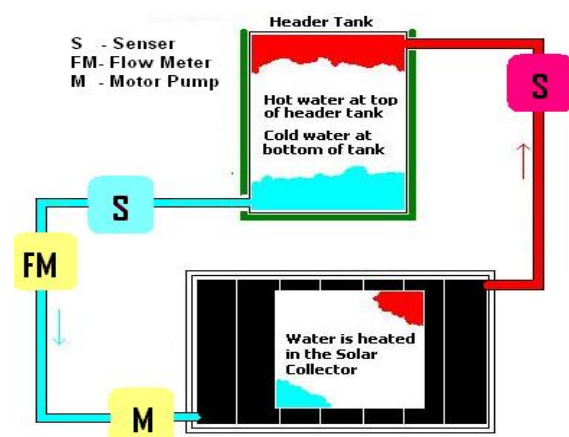 Header Tank
S - Senser
FM- Flow Meter
M - Motor Pump
S
Hot water at top
of header tank
Cold water at
bottom of tank
S
FM
Water is heated
in the Solar
Collector
M